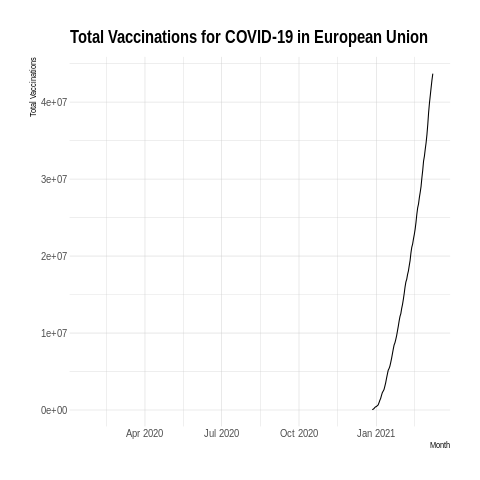 Total Vaccinations for COVID-19 in European Union
Total Vaccinations
4e+07
3e+07
2e+07
1e+07
0e+00
Apr 2020 Jul 2020 Oct 2020 Jan 2021
Month